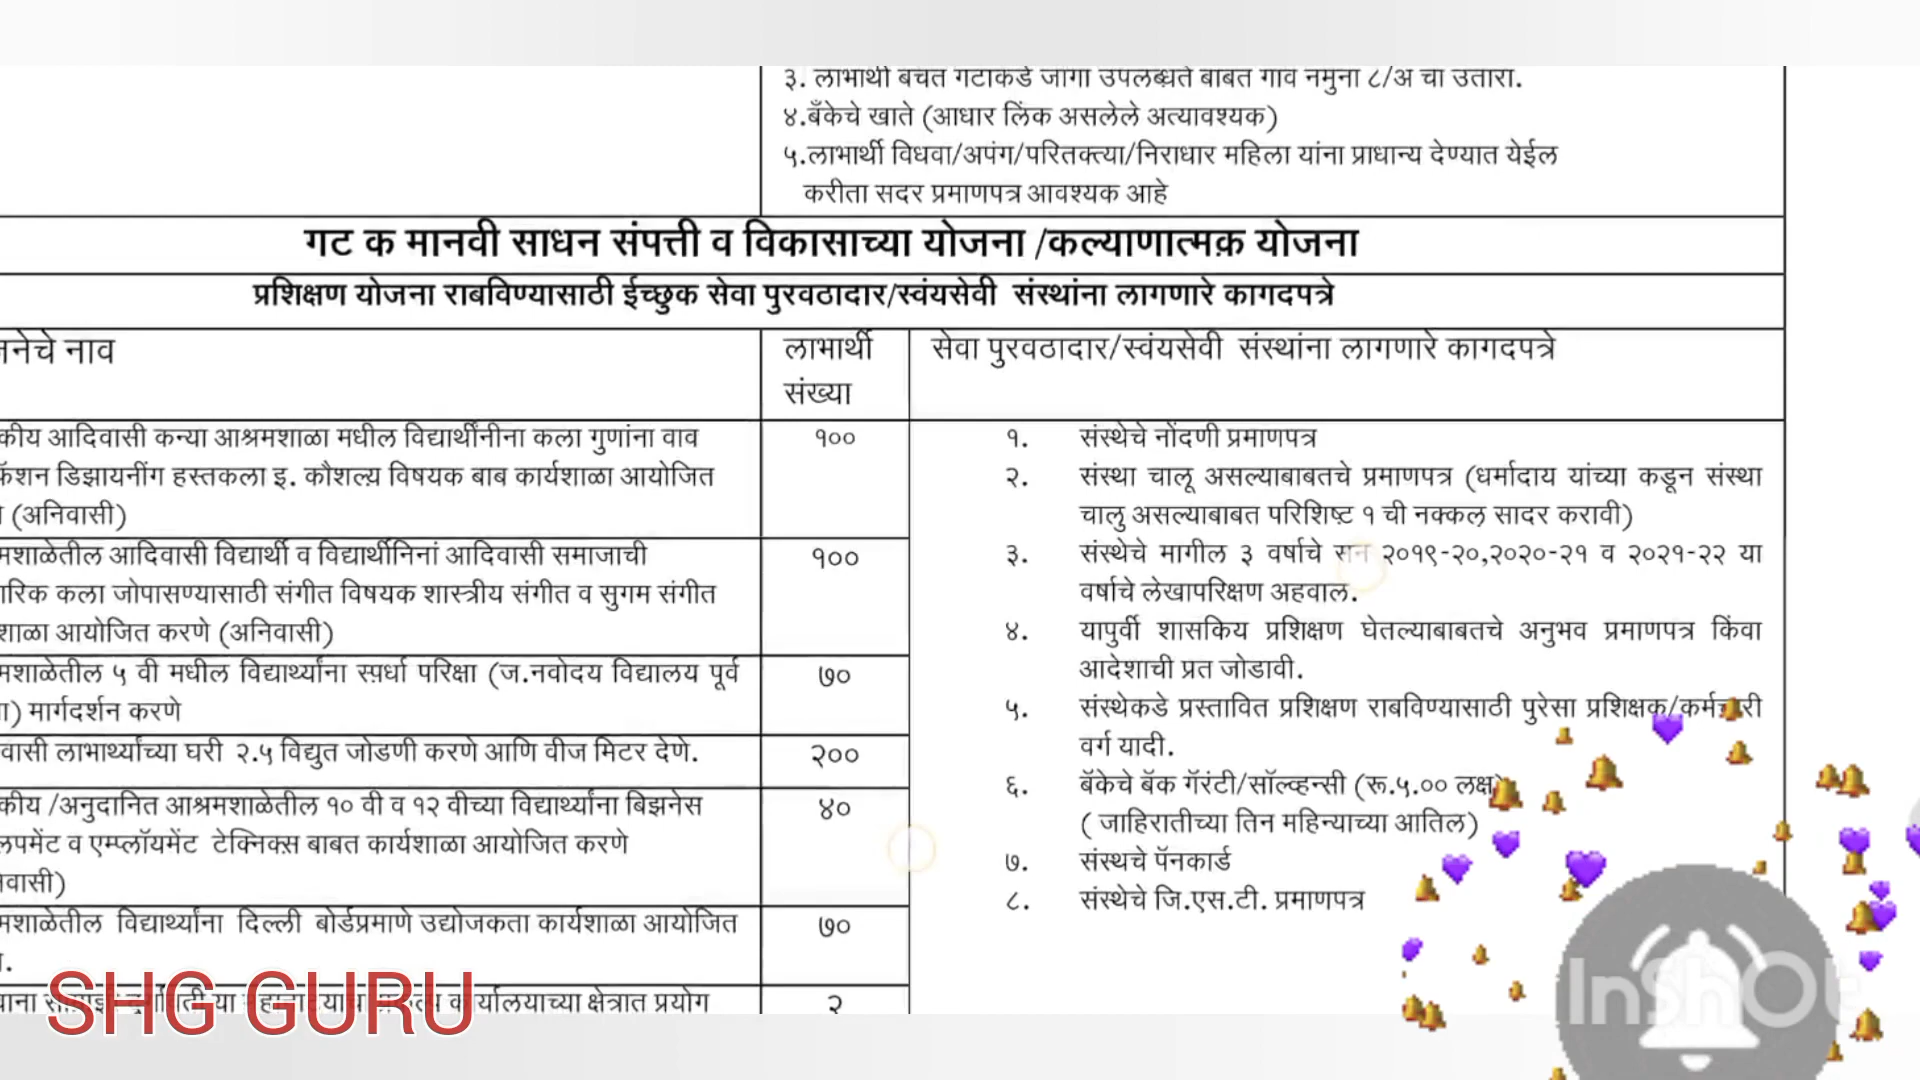 ३. लाभार्थी बचत गटाकडे जागा उपलब्धते बाबत गाव नमुना ८/अ चा उतारा.
४.बँकेचे खाते (आधार लिंक असलेले अत्यावश्यक)
५.लाभार्थी विधवा/अपंग/परितक्त्या/निराधार महिला यांना प्राधान्य देण्यात येईल
करीता सदर प्रमाणपत्र आवश्यक आहे
गट क मानवी साधन संपत्ती व विकासाच्या योजना /कल्याणात्मक़ योजना
प्रशिक्षण योजना राबविण्यासाठी ईच्छुक सेवा पुरवठादार/स्वंयसेवी संस्थांना लागणारे कागदपत्रे
जनेचे नाव
लाभार्थी
संख्या
सेवा पुरवठादार/स्वंयसेवी संस्थांना लागणारे कागदपत्रे
कीय आदिवासी कन्या आश्रमशाळा मधील विद्यार्थीनीना कला गुणांना वाव
फॅशन डिझायनींग हस्तकला इ. कौशल्य विषयक बाब कार्यशाळा आयोजित
(अनिवासी)
१००
मशाळेतील आदिवासी विद्यार्थी व विद्यार्थीनिनां आदिवासी समाजाची
ारिक कला जोपासण्यासाठी संगीत विषयक शास्त्रीय संगीत व सुगम संगीत
शाळा आयोजित करणे (अनिवासी)
१००
मशाळेतील ५ वी मधील विद्यार्थ्यांना स्पर्धा परिक्षा (ज.नवोदय विद्यालय पूर्व
ा) मार्गदर्शन करणे
७०
वासी लाभार्थ्यांच्या घरी २.५ विद्युत जोडणी करणे आणि वीज मिटर देणे.
२००
कीय /अनुदानित आश्रमशाळेतील १० वी व १२ वीच्या विद्यार्थ्यांना बिझनेस
लपमेंट व एम्प्लॉयमेंट टेक्निक्स बाबत कार्यशाळा आयोजित करणे
वासी)
४०
मशाळेतील विद्यार्थ्यांना दिल्ली बोर्डप्रमाणे उद्योजकता कार्यशाळा आयोजित
७०
कार्यालयाच्या क्षेत्रात प्रयोग
२
१. संस्थेचे नोंदणी प्रमाणपत्र
२. संस्था चालू असल्याबाबतचे प्रमाणपत्र (धर्मादाय यांच्या कडून संस्था
चालु असल्याबाबत परिशिष्ट १ ची नक्कल सादर करावी)
३. संस्थेचे मागील ३ वर्षाचे सन २०१९-२०,२०२०-२१ व २०२१-२२ या
वर्षाचे लेखापरिक्षण अहवाल.
४. यापुर्वी शासकिय प्रशिक्षण घेतल्याबाबतचे अनुभव प्रमाणपत्र किंवा
आदेशाची प्रत जोडावी.
५. संस्थेकडे प्रस्तावित प्रशिक्षण राबविण्यासाठी पुरेसा प्रशिक्षक/कर्मचारी
वर्ग यादी.
६. बॅकेचे बॅक गॅरंटी/सॉल्व्हन्सी (रू.५.०० लक्ष)
( जाहिरातीच्या तिन महिन्याच्या आतिल)
७. संस्थचे पॅनकार्ड
८. संस्थेचे जि.एस.टी. प्रमाणपत्र
SHG GURU
InShOt